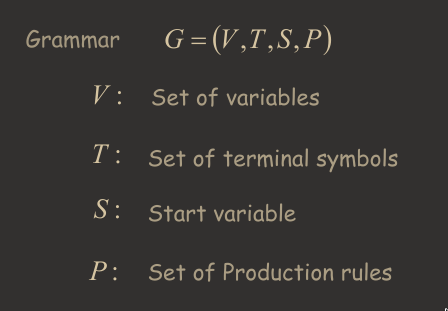 Grammar G = (V,T,S,P)
V: Set of variables
T: Set of terminal symbols
S: Start variable
P: Set of Production rules